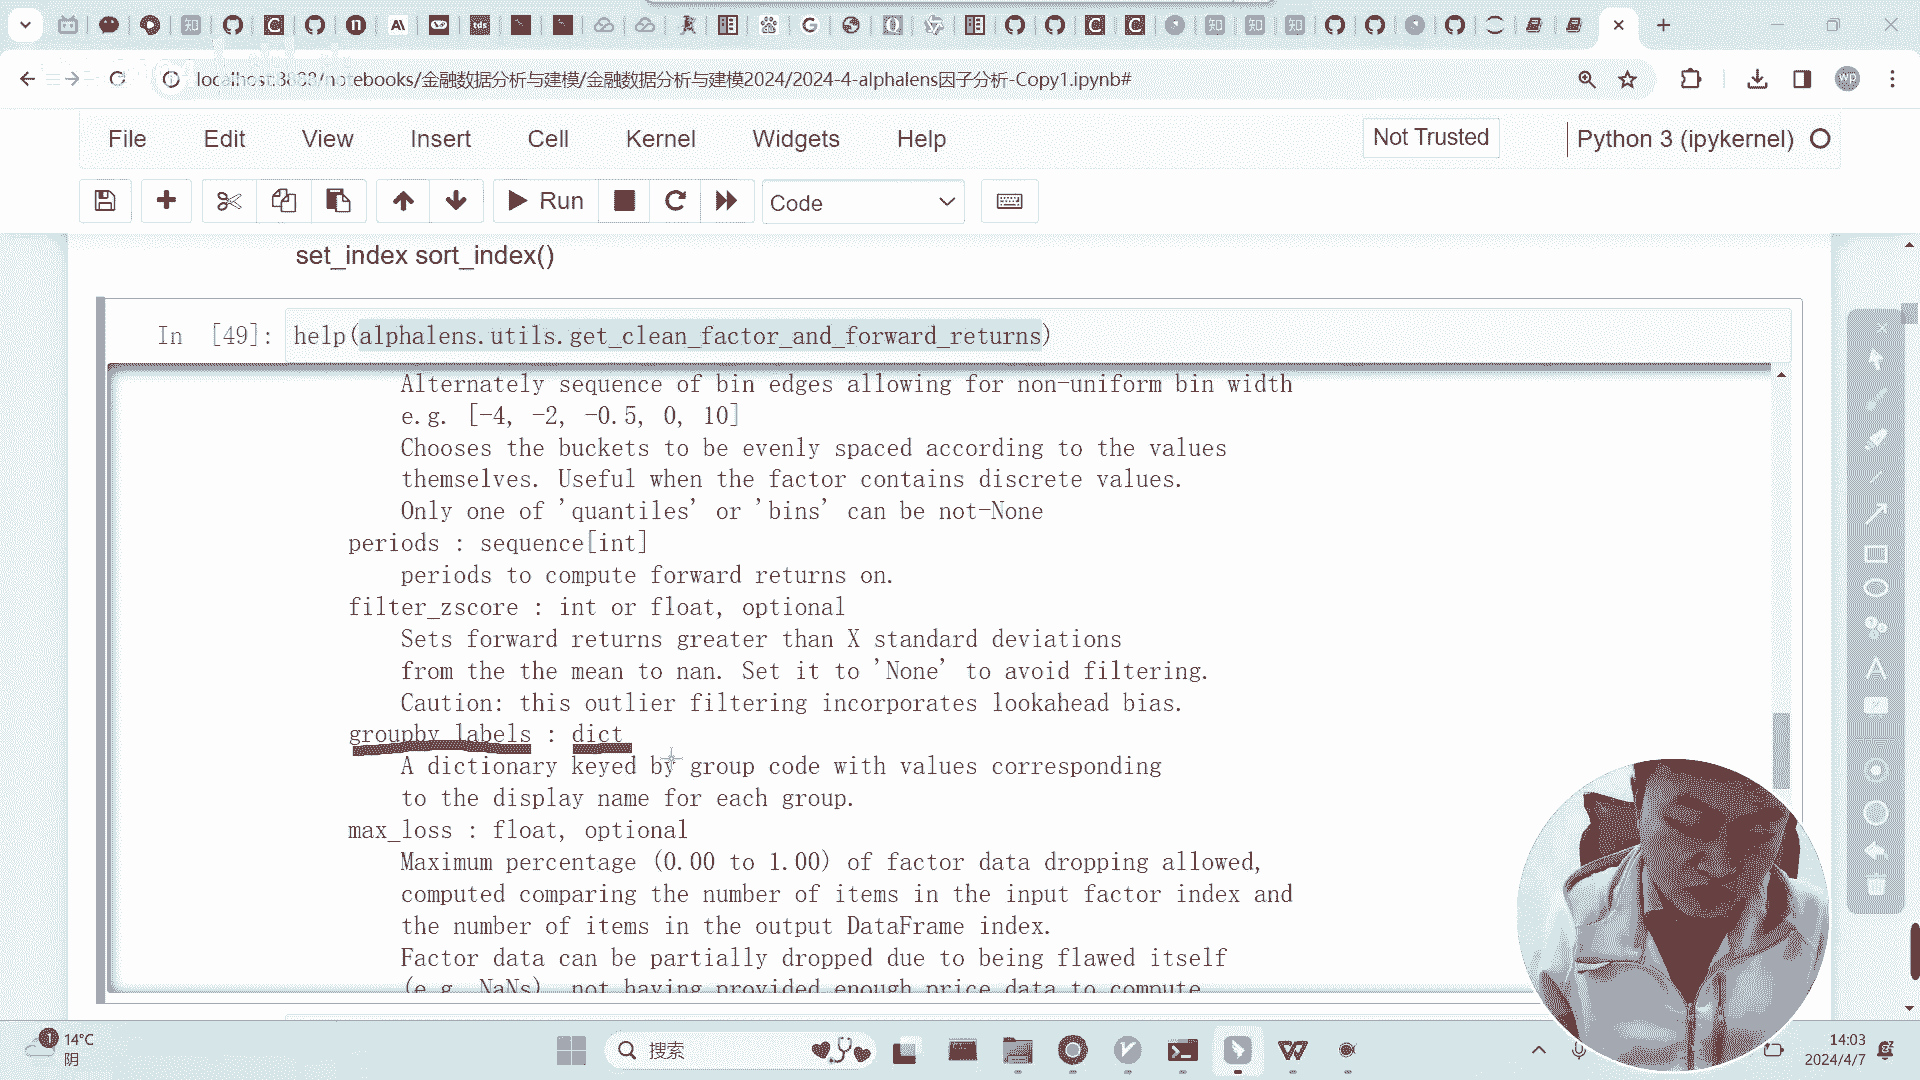 localhost:8888/notebooks/金融数据分析与建模/金融数据分析与建模2024/2024-4-alphalens因子分析-Copy1.ipynb#
wp
File Edit View Insert Cell Kernel Widgets Help
Not Trusted
Python 3 (ipykernel)
Run
Code
set_index sort_index()
In [49]: help(alphalens.utils.get_clean_factor_and_forward_returns)
Alternately sequence of bin edges allowing for non-uniform bin width
e.g. [-4, -2, -0.5, 0, 10]
Chooses the buckets to be evenly spaced according to the values
themselves. Useful when the factor contains discrete values.
Only one of 'quantiles' or 'bins' can be not-None
periods : sequence[int]
periods to compute forward returns on.
filter_zscore : int or float, optional
Sets forward returns greater than X standard deviations
from the the mean to nan. Set it to 'None' to avoid filtering.
Caution: this outlier filtering incorporates lookahead bias.
groupby_labels : dict
A dictionary keyed by group code with values corresponding
to the display name for each group.
max_loss : float, optional
Maximum percentage (0.00 to 1.00) of factor data dropping allowed,
computed comparing the number of items in the input factor index and
the number of items in the output DataFrame index.
Factor data can be partially dropped due to being flawed itself
(e.g. NaNs), not having provided enough price data to compute
1
14°C
阴
搜索
14:03
2024/4/7